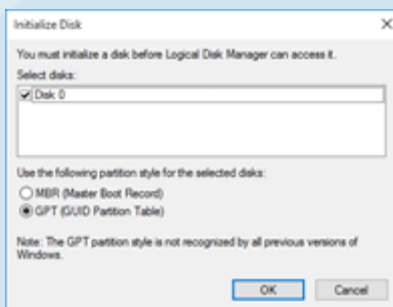 Initialize Disk
You must initialize a disk before Logical Disk Manager can access it.
Select disks:
Disk 0
Use the following partition style for the selected disks:
MBR (Master Boot Record)
GPT (GUID Partition Table)
Note: The GPT partition style is not recognized by all previous versions of
Windows.
OK Cancel